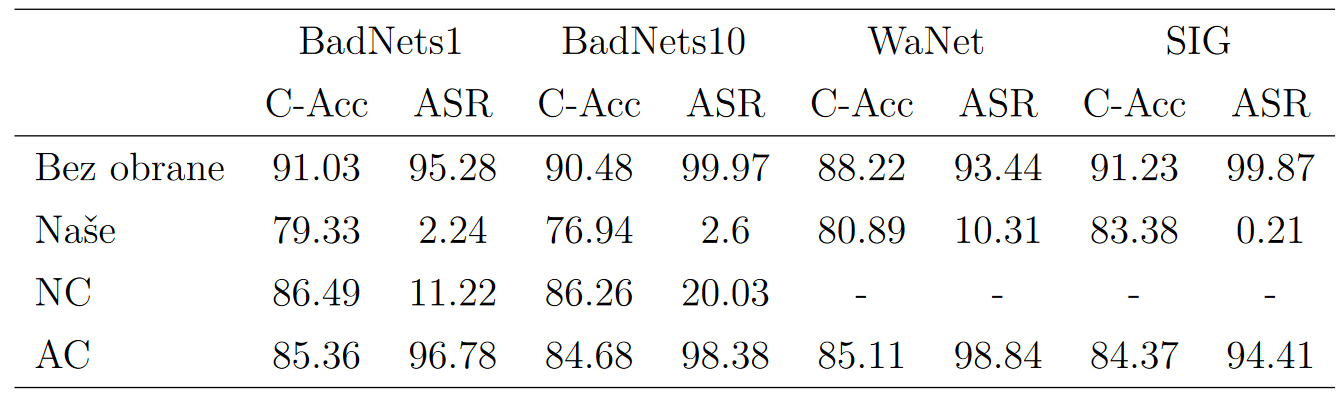 BadNets1 BadNets10 WaNet SIG
C-Acc ASR C-Acc ASR C-Acc ASR C-Acc ASR
Bez obrane 91.03 95.28 90.48 99.97 88.22 93.44 91.23 99.87
Naše 79.33 2.24 76.94 2.6 80.89 10.31 83.38 0.21
NC 86.49 11.22 86.26 20.03 - - - -
AC 85.36 96.78 84.68 98.38 85.11 98.84 84.37 94.41